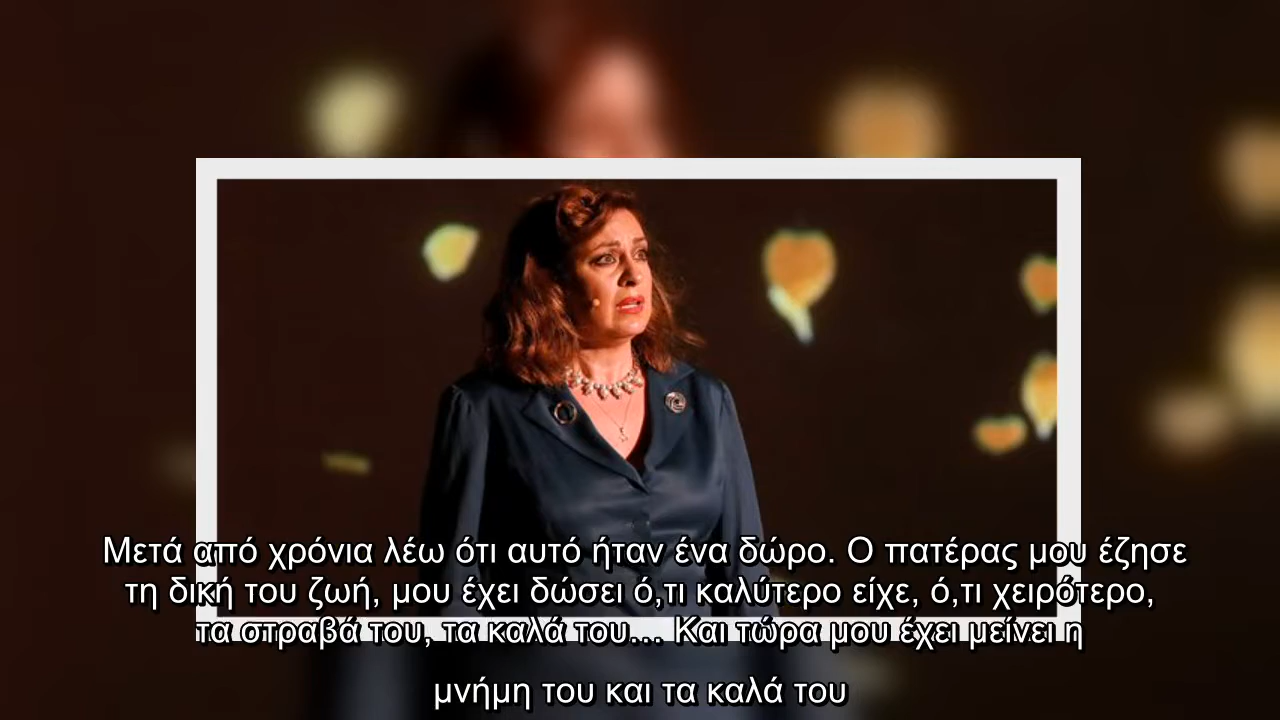 Μετά από χρόνια λέω ότι αυτό ήταν ένα δώρο. Ο πατέρας μου έζησε
τη δική του ζωή, μου έχει δώσει ό,τι καλύτερο είχε, ό,τι χειρότερο,
τα στραβά του, τα καλά του… Και τώρα μου έχει μείνει η
μνήμη του και τα καλά του